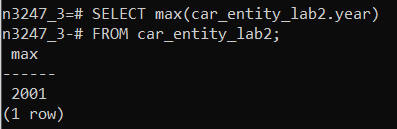 n3247_3=# SELECT max(car_entity_lab2.year)
n3247_3-# FROM car_entity_lab2;
max
------
2001
(1 row)